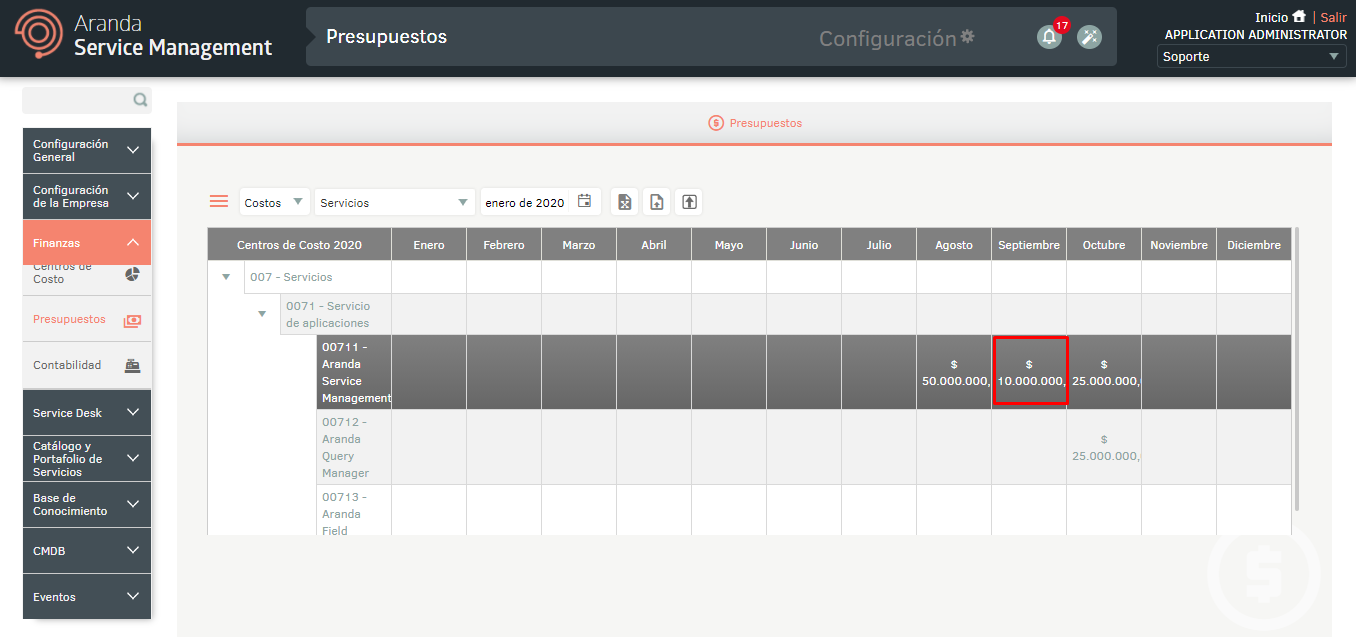 Aranda
Service Management
Presupuestos
Configuración
17
Inicio | Salir
APPLICATION ADMINISTRATOR
Soporte
Configuración
General
Configuración
de la Empresa
Finanzas
Centros de
Costo
Presupuestos
Contabilidad
Service Desk
Catálogo y
Portafolio de
Servicios
Base de
Conocimiento
CMDB
Eventos
Presupuestos
Costos Servicios enero de 2020
Centros de Costo 2020 Enero Febrero Marzo Abril Mayo Junio Julio Agosto Septiembre Octubre Noviembre Diciembre
007 - Servicios
0071 - Servicio
de aplicaciones
00711 -
Aranda
Service
Management
$ 
50.000.000,
$
10.000.000,
$
25.000.000,
00712 -
Aranda
Query
Manager
$
25.000.000,
00713 -
Aranda
Field